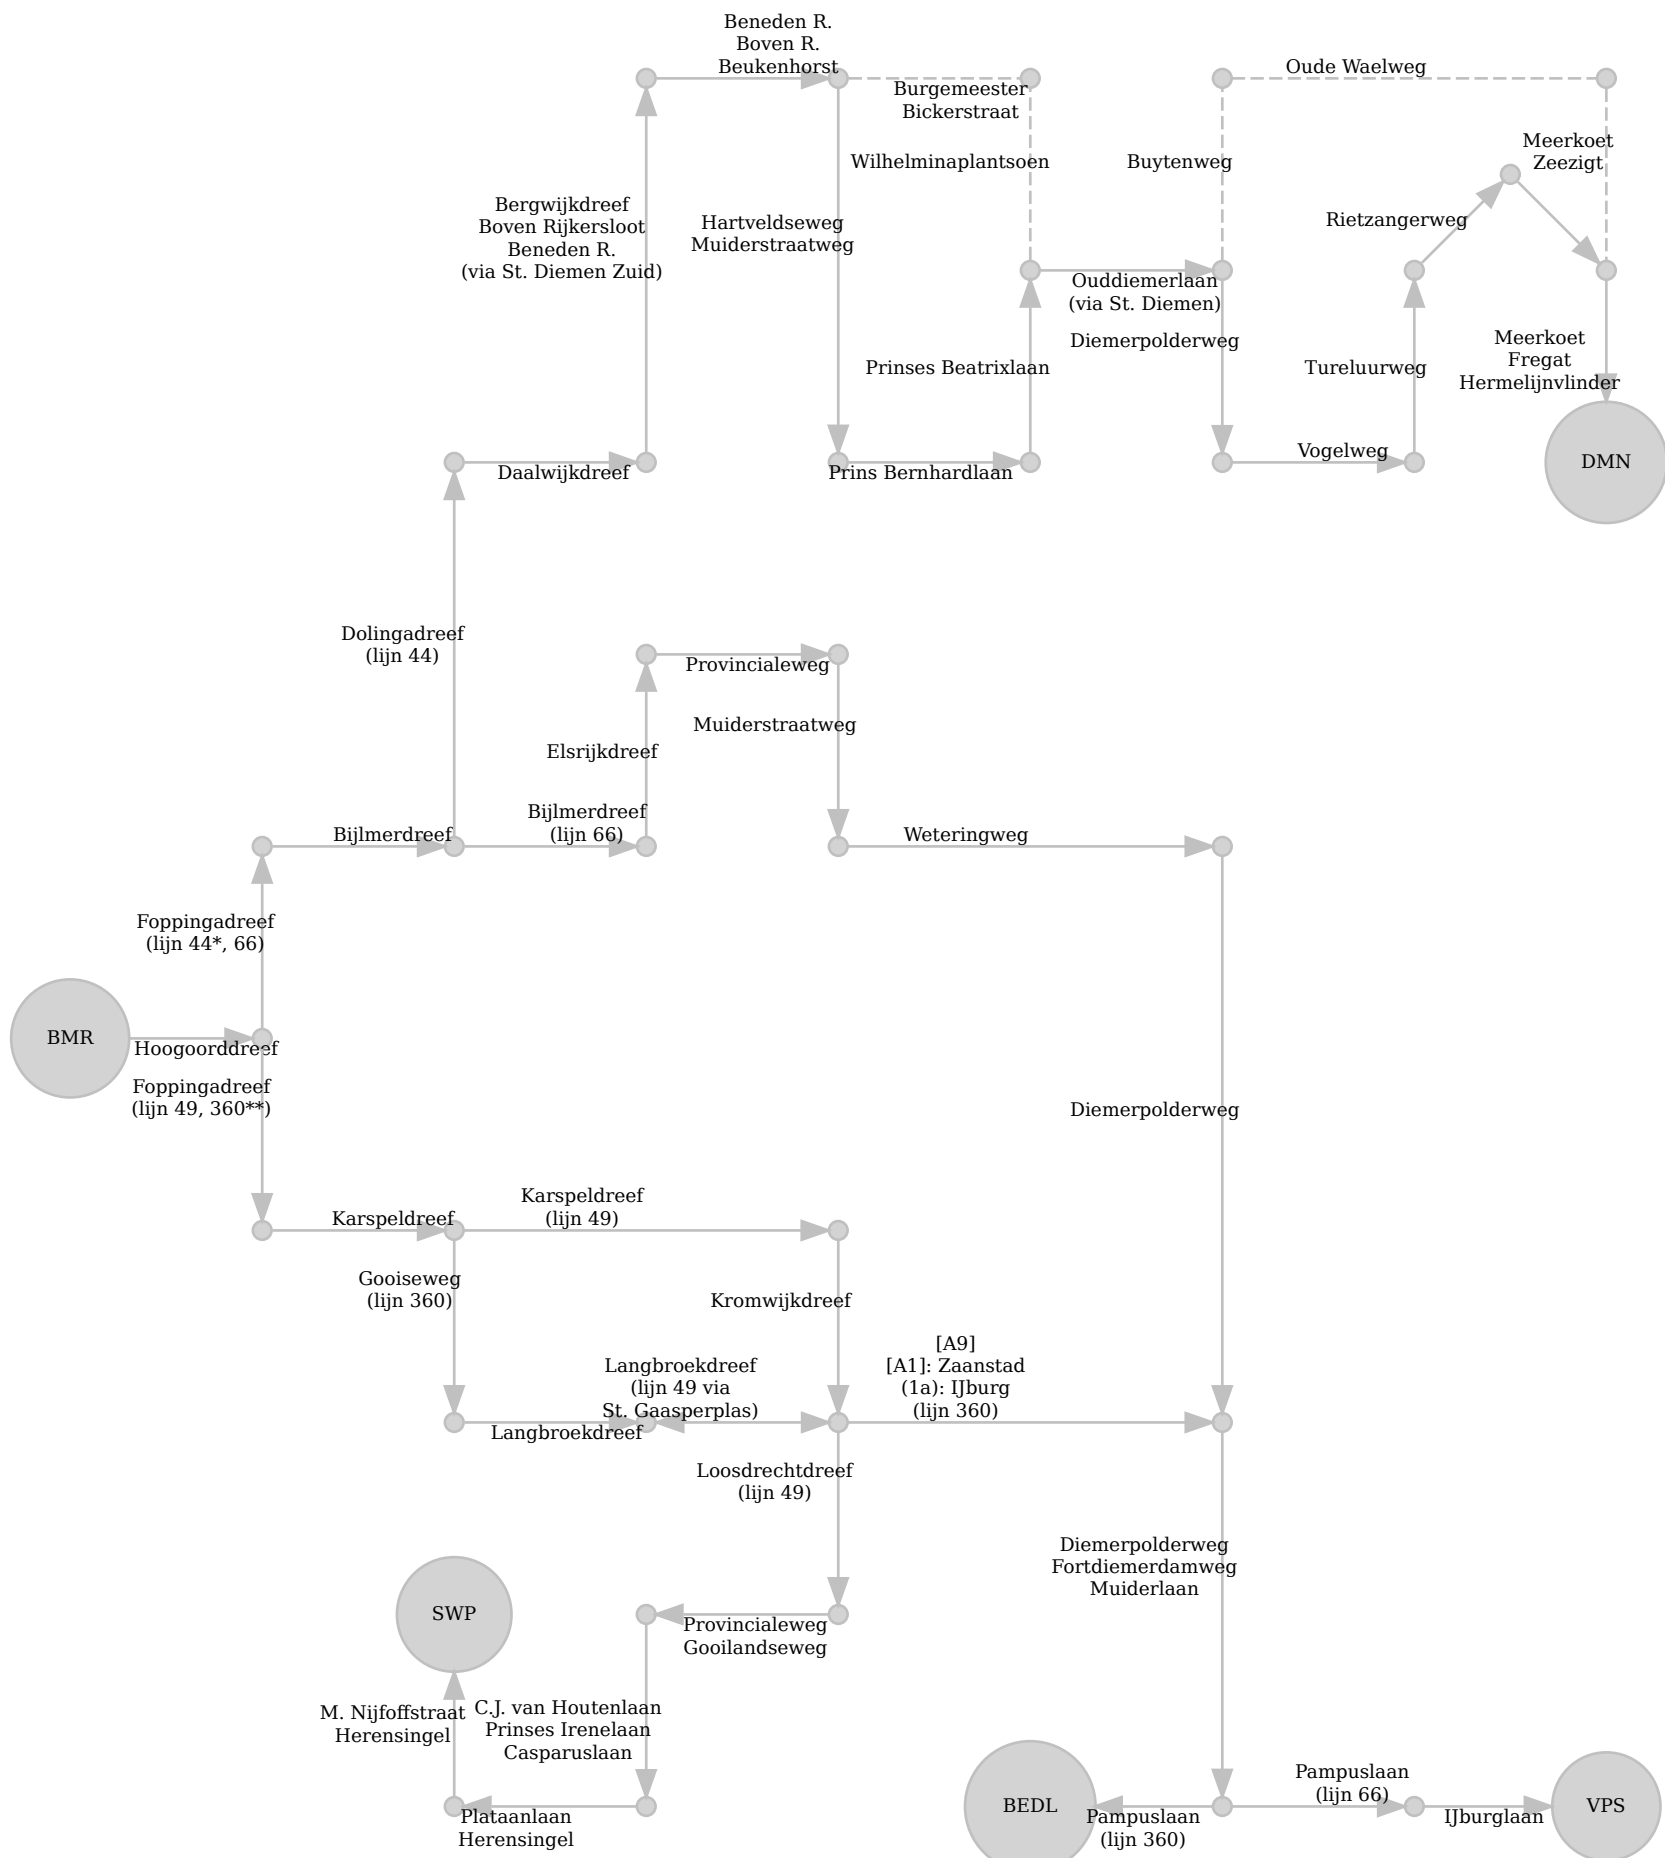 Beneden R.
Boven R.
Beukenhorst
Oude Waelweg
Burgemeester
Bickerstraat
Meerkoet
Zeezigt
Wilhelminaplantsoen
Buytenweg
Bergwijkdreef
Boven Rijkersloot
Beneden R.
(via St. Diemen Zuid)
Hartveldseweg
Muiderstraatweg
Rietzangerweg
Ouddiemerlaan
(via St. Diemen)
Diemerpolderweg
Meerkoet
Fregat
Hermelijnvlinder
Prinses Beatrixlaan
Tureluurweg
Vogelweg
DMN
Daalwijkdreef
Prins Bernhardlaan
Dolingadreef
(lijn 44)
Provincialeweg
Muiderstraatweg
Elsrijkdreef
Bijlmerdreef
(lijn 66)
Bijlmerdreef
Weteringweg
Foppingadreef
(lijn 44*, 66)
BMR
Hoogoorddreef
Foppingadreef
(lijn 49, 360**)
Diemerpolderweg
Karspeldreef
Karspeldreef
(lijn 49)
Gooiseweg
(lijn 360)
Kromwijkdreef
[A9]
[A1]: Zaanstad
(1a): IJburg
(lijn 360)
Langbroekdreef
(lijn 49 via
St. Gaasperplas)
Langbroekdreef
Loosdrechtdreef
(lijn 49)
Diemerpolderweg
Fortdiemerdamweg
Muiderlaan
SWP
Provincialeweg
Gooilandseweg
M. Nijfoffstraat
Herensingel
C.J. van Houtenlaan
Prinses Irenelaan
Casparuslaan
Plataanlaan
Herensingel
BEDL
Pampuslaan
(lijn 360)
Pampuslaan
(lijn 66)
IJburglaan
VPS